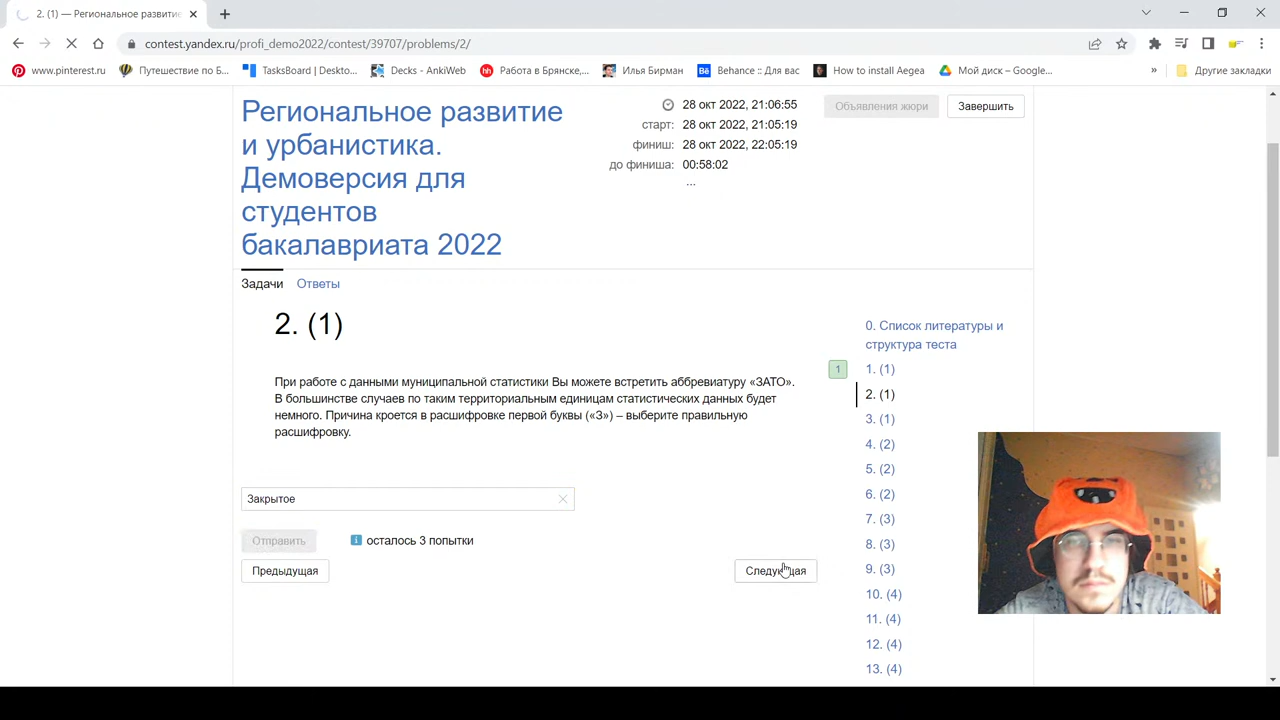 2. (1) — Региональное развитие
contest.yandex.ru/profi_demo2022/contest/39707/problems/2/
www.pinterest.ru
Путешествие по Б...
TasksBoard | Deskto...
Decks - AnkiWeb
hh
Работа в Брянске,...
Илья Бирман
Bē
Behance :: Для вас
How to install Aegea
Мой диск – Google...
»
Другие закладки
Региональное развитие
и урбанистика.
Демоверсия для
студентов
бакалавриата 2022
28 окт 2022, 21:06:55
старт: 28 окт 2022, 21:05:19
финиш: 28 окт 2022, 22:05:19
до финиша: 00:58:02
...
Объявления жюри
Завершить
Задачи Ответы
2. (1)
При работе с данными муниципальной статистики Вы можете встретить аббревиатуру «ЗАТО».
В большинстве случаев по таким территориальным единицам статистических данных будет
немного. Причина кроется в расшифровке первой буквы («З») – выберите правильную
расшифровку.
Закрытое
Отправить
осталось 3 попытки
Предыдущая
Следующая
0. Список литературы и
структура теста
1 1. (1)
2. (1)
3. (1)
4. (2)
5. (2)
6. (2)
7. (3)
8. (3)
9. (3)
10. (4)
11. (4)
12. (4)
13. (4)